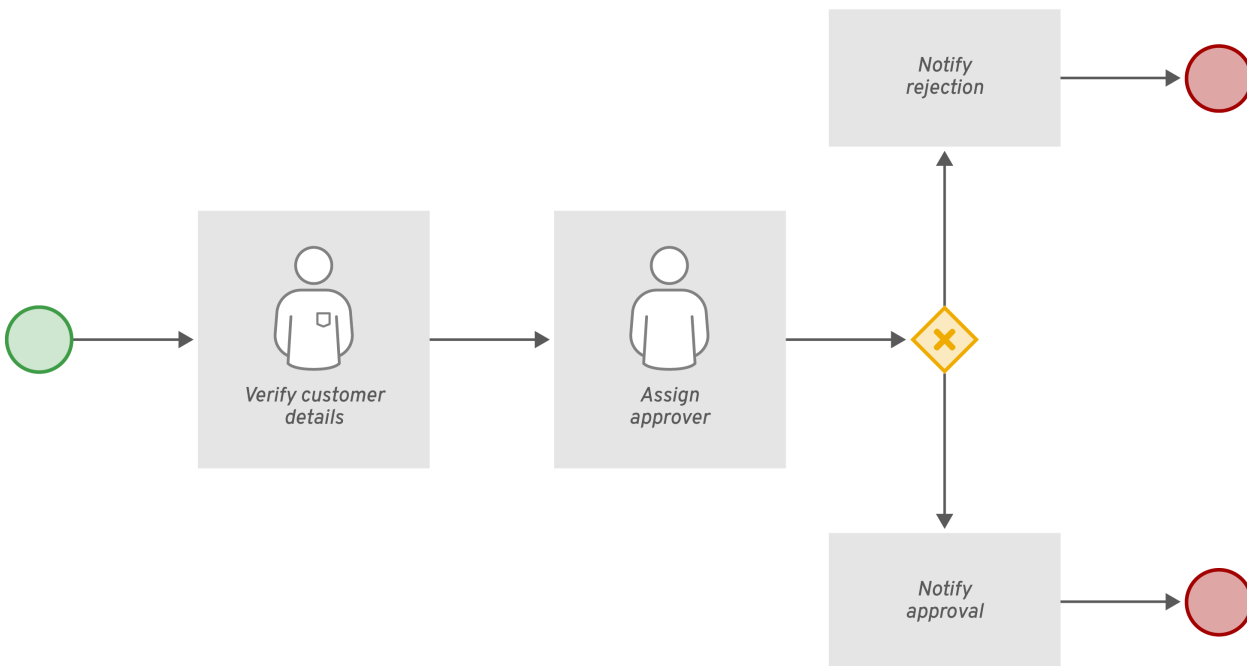 Notify
rejection
Verify customer
details
Assign
approver
Notify
approval